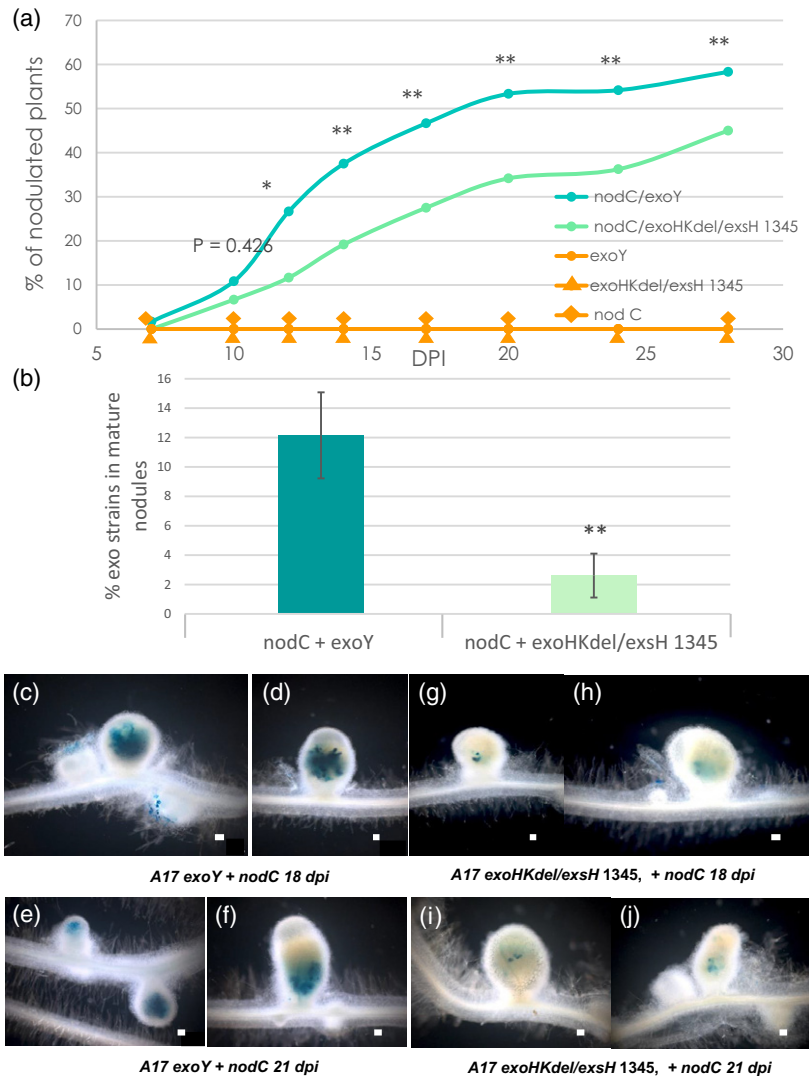 (a)
% of nodulated plants
70
60
50
40
30
20
10
0
**
**
**
**
**
*
P = 0.426
nodC/exoY
nodC/exoHKdel/exsH 1345
exoY
exoHKdel/exsH 1345
nod C
5
10
15
20
25
30
DPI
(b)
% exo strains in mature
nodules
16
14
12
10
8
6
4
2
0
**
nodC + exoY
nodC + exoHKdel/exsH 1345
(c)
(d)
(g)
(h)
A17 exoY + nodC 18 dpi
A17 exoHKdel/exsH 1345, + nodC 18 dpi
(e)
(f)
(i)
(j)
A17 exoY + nodC 21 dpi
A17 exoHKdel/exsH 1345, + nodC 21 dpi